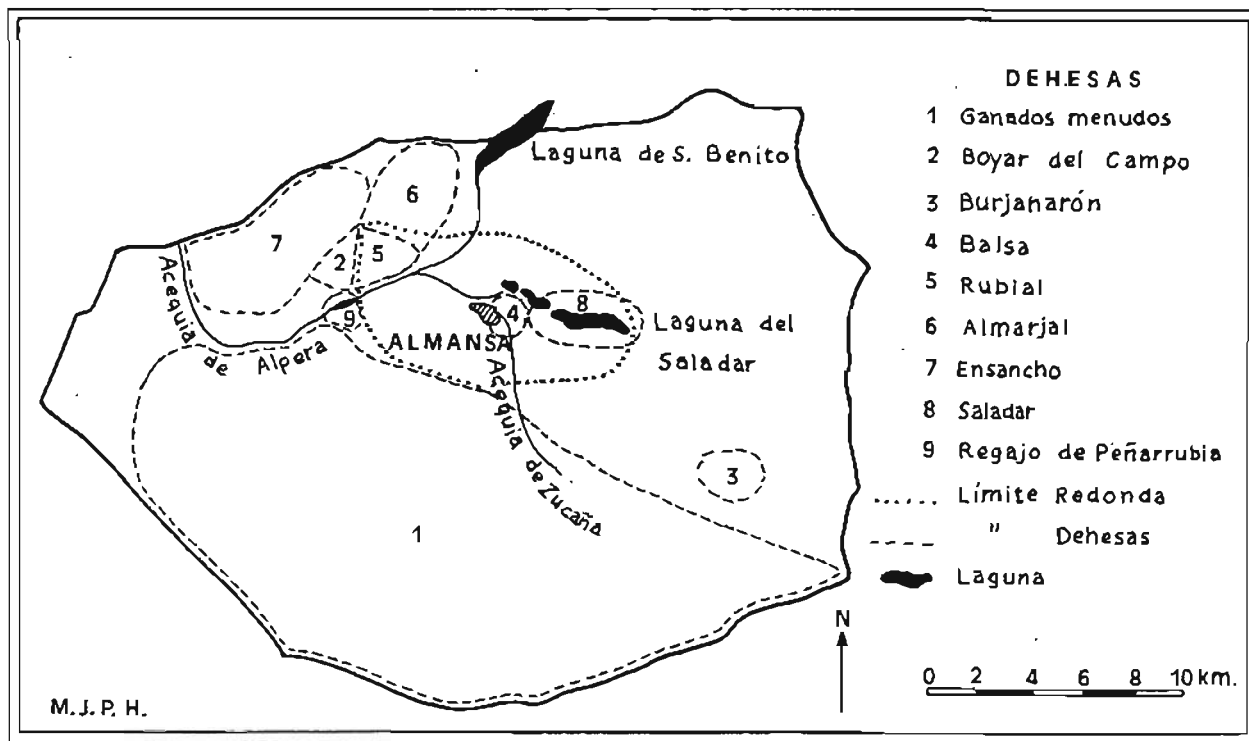 Laguna de S. Benito
6
7
2
5
Acequia de Alpera
9
4
8
ALMANSA
Laguna del
Saladar
Acequia de Zucaña
3
1
M.J.P.H.
DEHESAS
1 Ganados menudos
2 Boyar del Campo
3 Burjaharón
4 Balsa
5 Rubial
6 Almarjal
7 Ensancho
8 Saladar
9 Regajo de Peñarrubia
Límite Redonda
" Dehesas
Laguna
N
0 2 4 6 8 10 km.